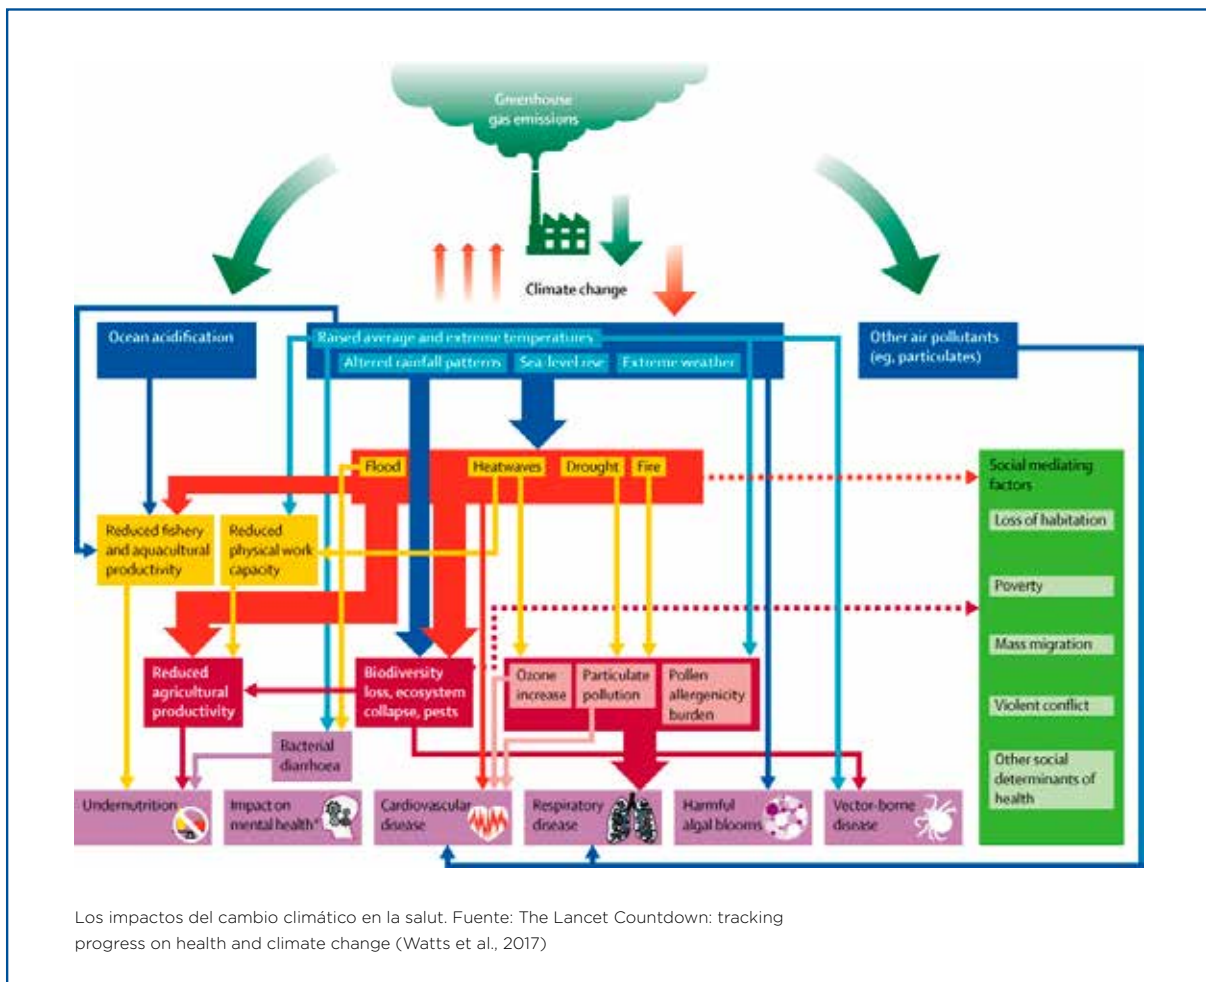 Greenhouse
gas emissions
Climate change
Ocean acidification
Raised average and extreme temperatures
Altered rainfall patterns
Sea-level rise
Extreme weather
Other air pollutants
(eg, particulates)
Flood
Heatwaves
Drought
Fire
Social mediating
factors
Loss of habitation
Poverty
Mass migration
Violent conflict
Other social
determinants of
health
Reduced fishery
and aquacultural
productivity
Reduced
physical work
capacity
Reduced
agricultural
productivity
Biodiversity
loss, ecosystem
collapse, pests
Ozone
increase
Particulate
pollution
Pollen
allergenicity
burden
Bacterial
diarrhoea
Undernutrition
Impact on
mental health*
Cardiovascular
disease
Respiratory
disease
Harmful
algal blooms
Vector-borne
disease
Los impactos del cambio climático en la salut. Fuente: The Lancet Countdown: tracking
progress on health and climate change (Watts et al., 2017)